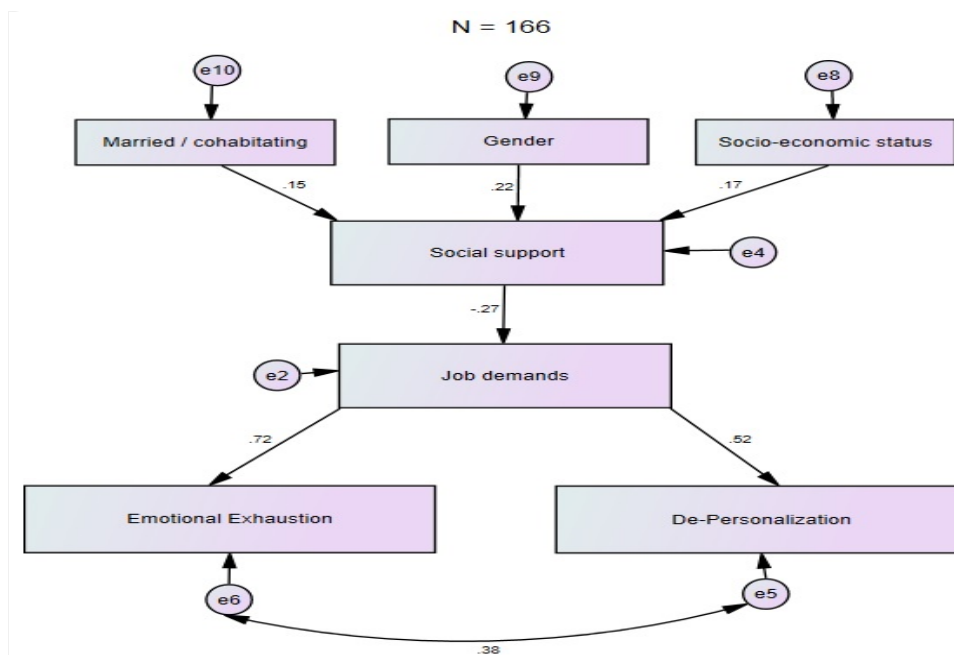 N = 166
e10
e9
e8
Married / cohabitating
Gender
Socio-economic status
.15
.22
.17
Social support
e4
-.27
e2
Job demands
.72
.52
Emotional Exhaustion
De-Personalization
e6
e5
.38